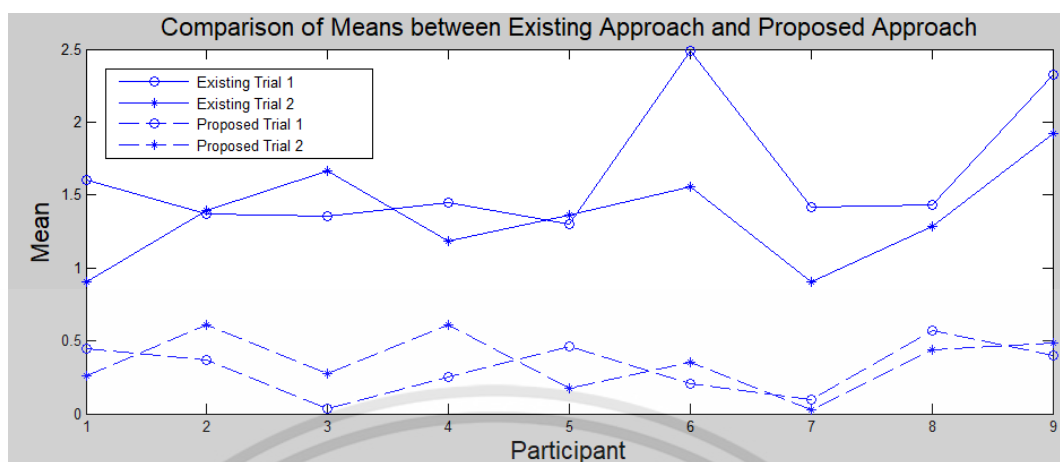 Comparison of Means between Existing Approach and Proposed Approach
2.5
Existing Trial 1
Existing Trial 2
Proposed Trial 1
Proposed Trial 2
2
1.5
Mean
1
0.5
0
1 2 3 4 5 6 7 8 9
Participant